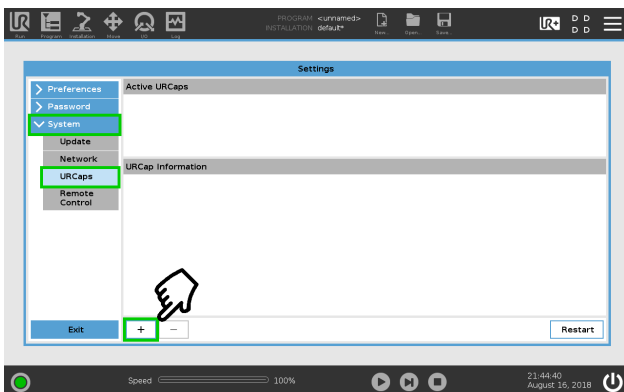 PROGRAM <unnamed>
INSTALLATION default*
UR
R+
D D
D D
Run Program Installation Move I/O Log New... Open... Save...
Settings
Preferences
Password
System
Update
Network
URCaps
Remote
Control
Active URCaps
URCap Information
Exit
+ −
Restart
Speed 100%
21:44:40
August 16, 2018